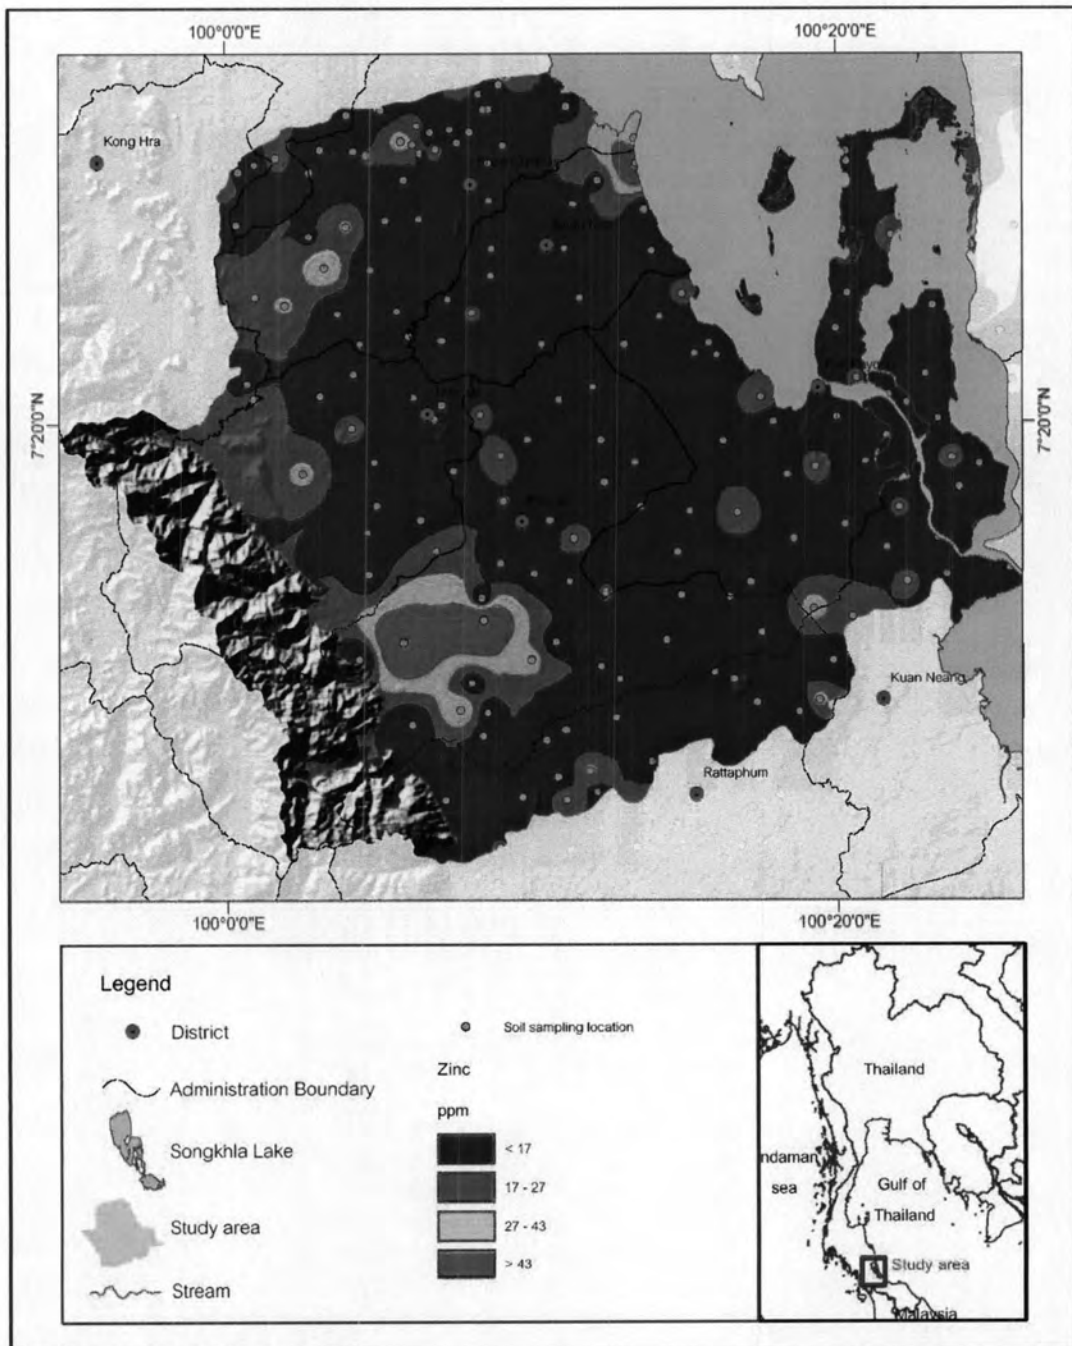 100°0'0"E
100°20'0"E
Kong Hra
7°20'0"N
7°20'0"N
Kuan Neang
Rattaphum
100°0'0"E
100°20'0"E
Legend
District
Administration Boundary
Songkhla Lake
Study area
Stream
Soil sampling location
Zinc
ppm
< 17
17 - 27
27 - 43
> 43
Thailand
ndaman
sea
Gulf of
Thailand
Study area
Malaysia